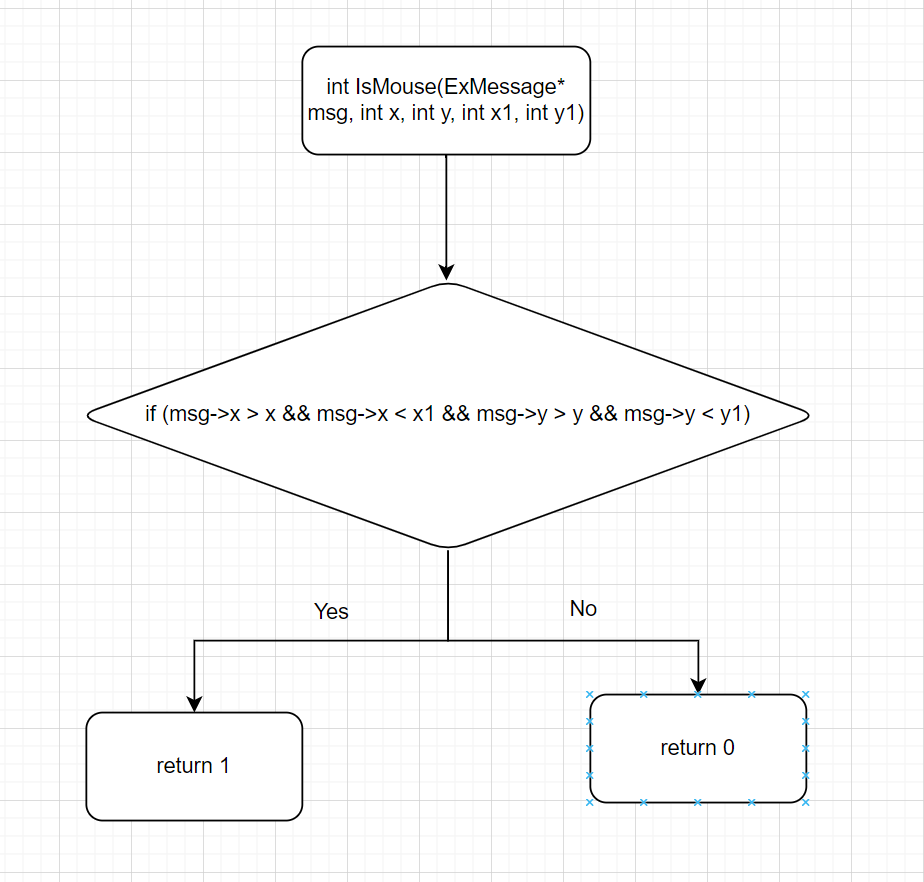 int IsMouse(ExMessage*
msg, int x, int y, int x1, int y1)
if (msg->x > x && msg->x < x1 && msg->y > y && msg->y < y1)
Yes
No
return 1
return 0